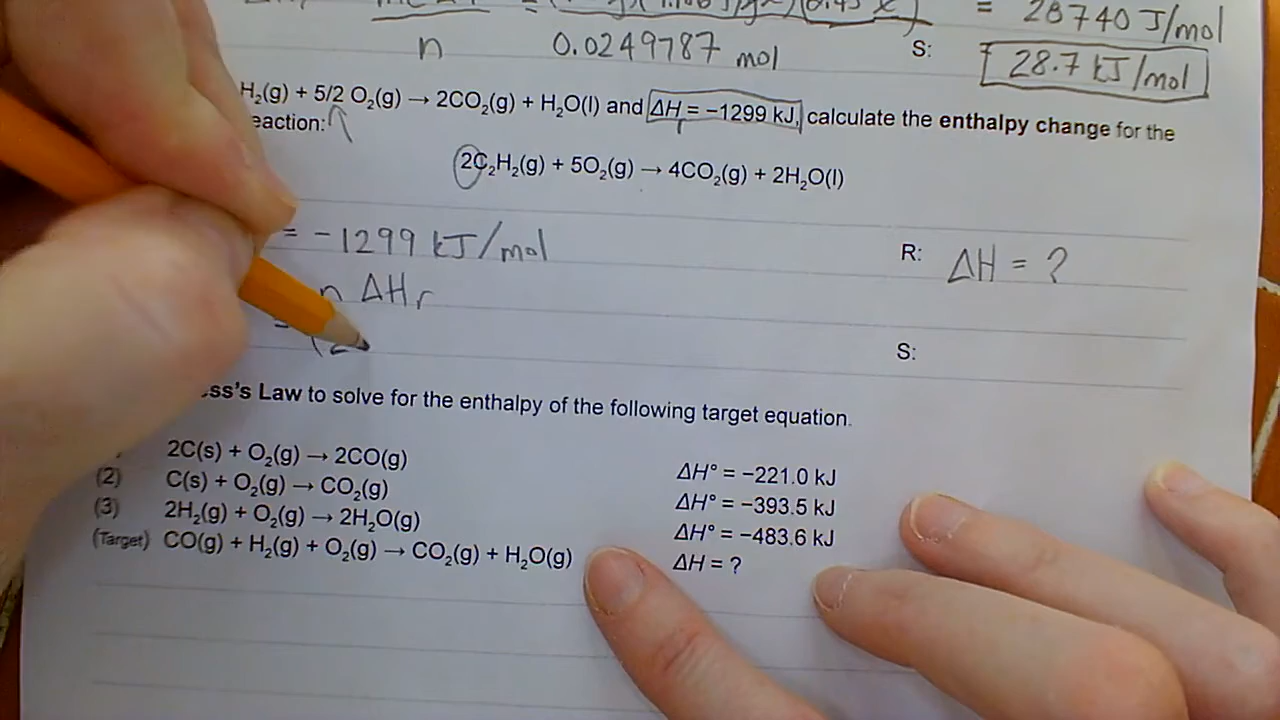 = 28740 J/mol
n 0.0249787 mol S: 28.7 kJ/mol
H₂(g) + 5/2 O₂(g) → 2CO₂(g) + H₂O(l) and ΔH = −1299 kJ, calculate the enthalpy change for the
eaction:
2C₂H₂(g) + 5O₂(g) → 4CO₂(g) + 2H₂O(l)
= -1299 kJ/mol R: ΔH = ?
n ΔHr
= (2 S:
ss's Law to solve for the enthalpy of the following target equation.
2C(s) + O₂(g) → 2CO(g) ΔH° = −221.0 kJ
(2) C(s) + O₂(g) → CO₂(g) ΔH° = −393.5 kJ
(3) 2H₂(g) + O₂(g) → 2H₂O(g) ΔH° = −483.6 kJ
(Target) CO(g) + H₂(g) + O₂(g) → CO₂(g) + H₂O(g) ΔH = ?